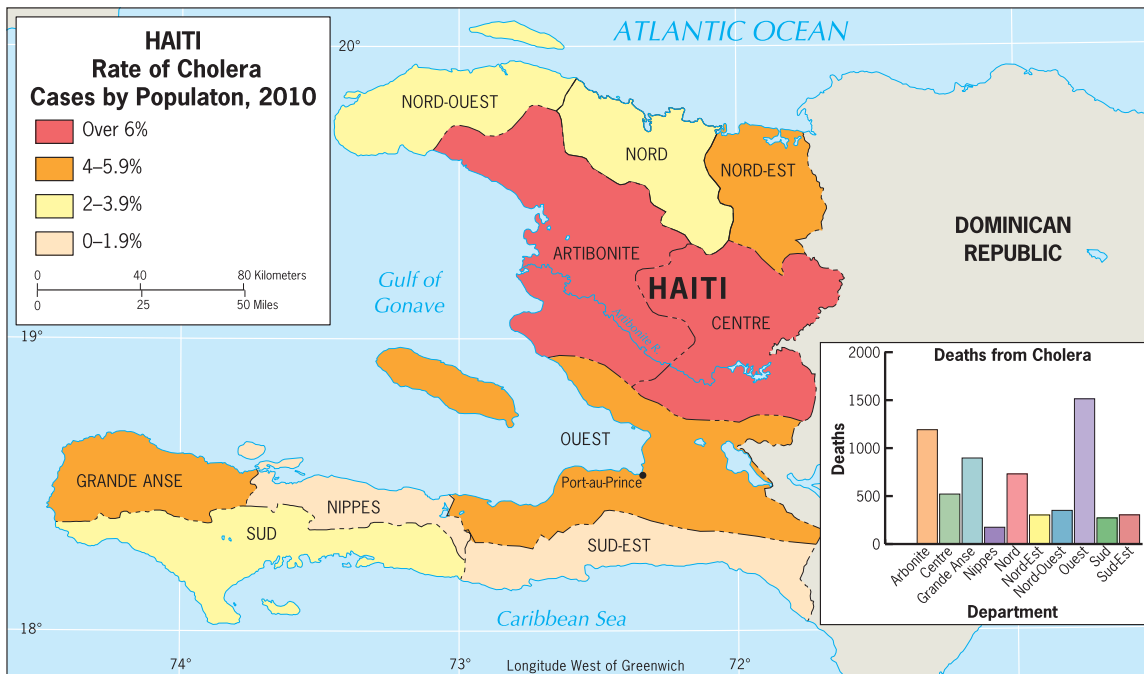 HAITI
Rate of Cholera
Cases by Populaton, 2010
Over 6%
4–5.9%
2–3.9%
0–1.9%
0 40 80 Kilometers
0 25 50 Miles
ATLANTIC OCEAN
20°
NORD-OUEST
NORD
NORD-EST
DOMINICAN
REPUBLIC
ARTIBONITE
HAITI
Gulf of
Gonave
CENTRE
Artibonite R.
19°
OUEST
Port-au-Prince
GRANDE ANSE
NIPPES
SUD
SUD-EST
Caribbean Sea
18°
74°
73°
72°
Longitude West of Greenwich
Deaths from Cholera
2000
1500
1000
500
0
Deaths
Arbonite
Centre
Grande Anse
Nippes
Nord
Nord-Est
Nord-Ouest
Ouest
Sud
Sud-Est
Department